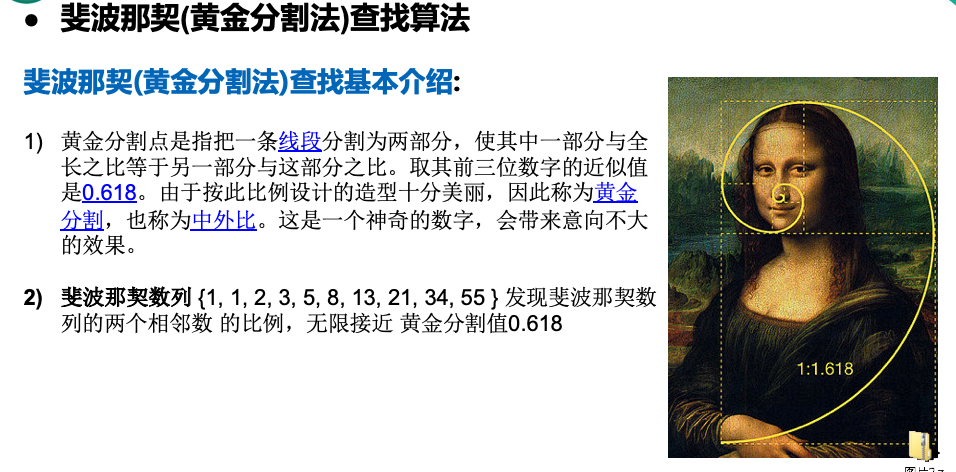 ● 斐波那契(黄金分割法)查找算法
斐波那契(黄金分割法)查找基本介绍:
1) 黄金分割点是指把一条线段分割为两部分，使其中一部分与全
长之比等于另一部分与这部分之比。取其前三位数字的近似值
是0.618。由于按此比例设计的造型十分美丽，因此称为黄金
分割，也称为中外比。这是一个神奇的数字，会带来意向不大
的效果。
2) 斐波那契数列 {1, 1, 2, 3, 5, 8, 13, 21, 34, 55 } 发现斐波那契数
列的两个相邻数 的比例，无限接近 黄金分割值0.618
1:1.618